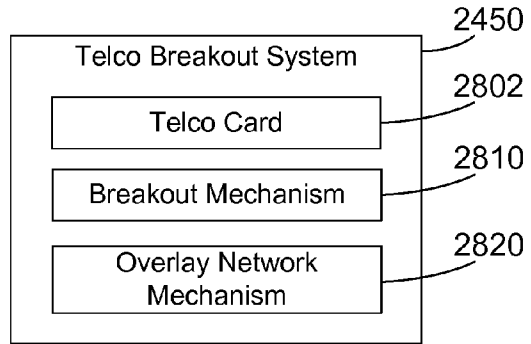 2450
Telco Breakout System
2802
Telco Card
2810
Breakout Mechanism
2820
Overlay Network
Mechanism